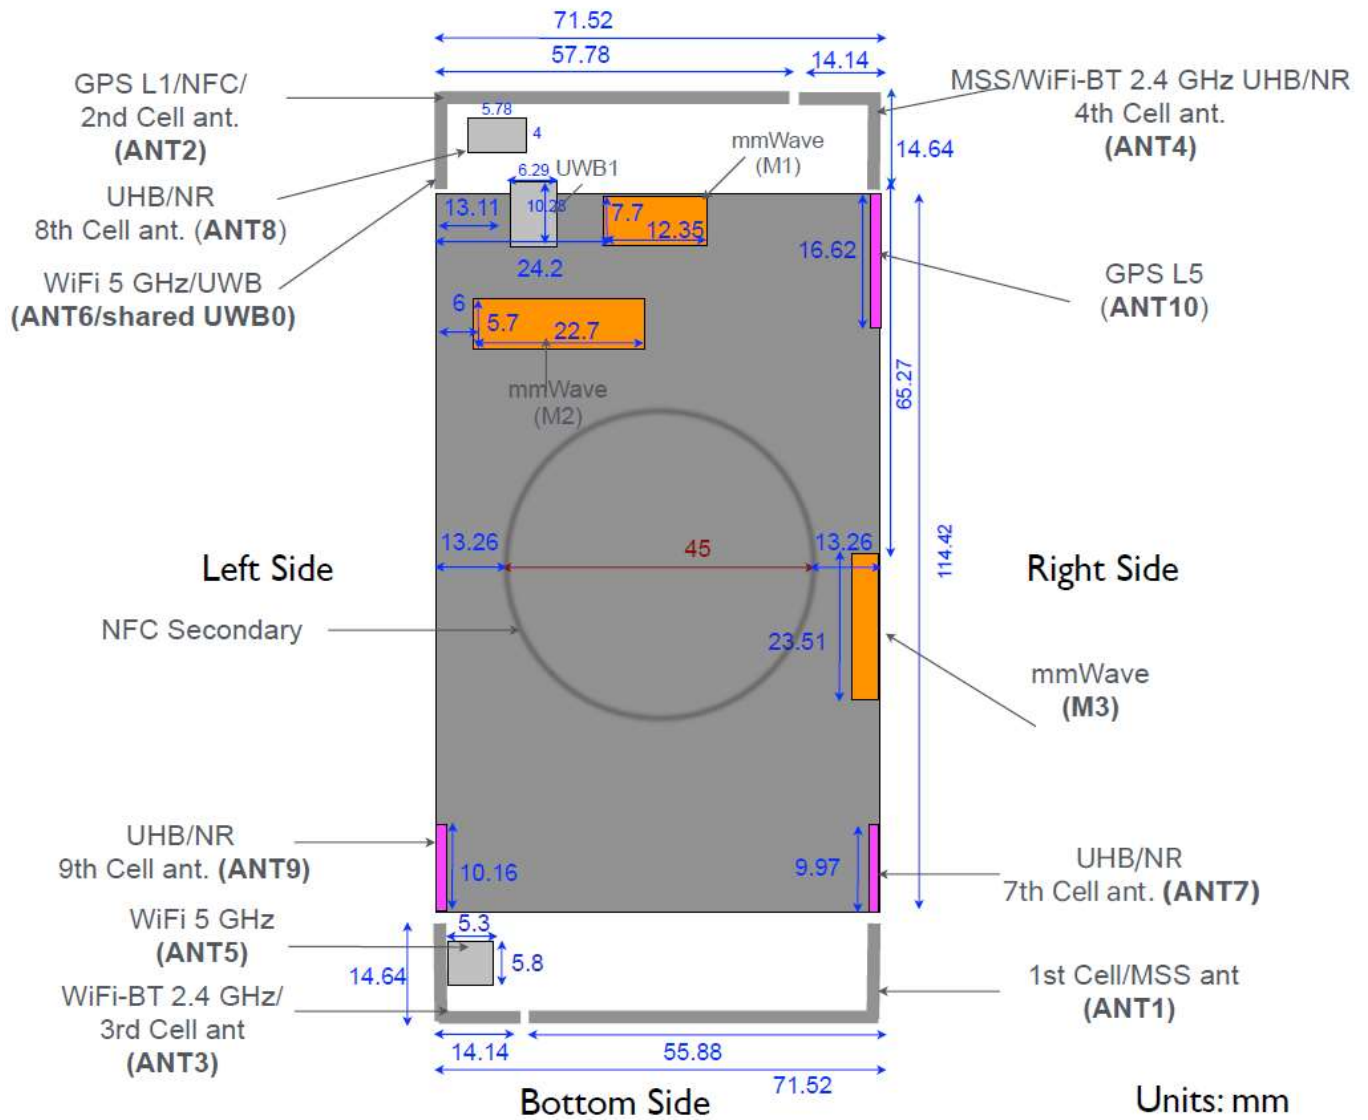 71.52
57.78
14.14
GPS L1/NFC/
2nd Cell ant.
(ANT2)
MSS/WiFi-BT 2.4 GHz UHB/NR
4th Cell ant.
(ANT4)
5.78
4
mmWave
(M1)
14.64
UHB/NR
8th Cell ant. (ANT8)
6.29
UWB1
13.11
10.28
7.7
12.35
16.62
24.2
WiFi 5 GHz/UWB
(ANT6/shared UWB0)
GPS L5
(ANT10)
6
5.7
22.7
mmWave
(M2)
65.27
114.42
13.26
45
13.26
Left Side
Right Side
NFC Secondary
23.51
mmWave
(M3)
UHB/NR
9th Cell ant. (ANT9)
10.16
9.97
UHB/NR
7th Cell ant. (ANT7)
WiFi 5 GHz
(ANT5)
5.3
5.8
14.64
WiFi-BT 2.4 GHz/
3rd Cell ant
(ANT3)
1st Cell/MSS ant
(ANT1)
14.14
55.88
71.52
Bottom Side
Units: mm